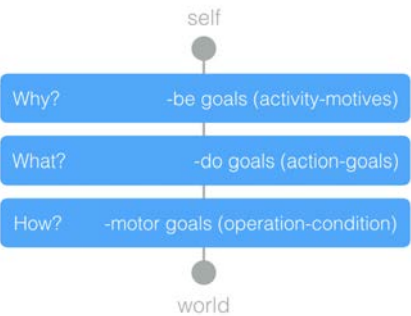 self
Why? -be goals (activity-motives)
What? -do goals (action-goals)
How? -motor goals (operation-condition)
world